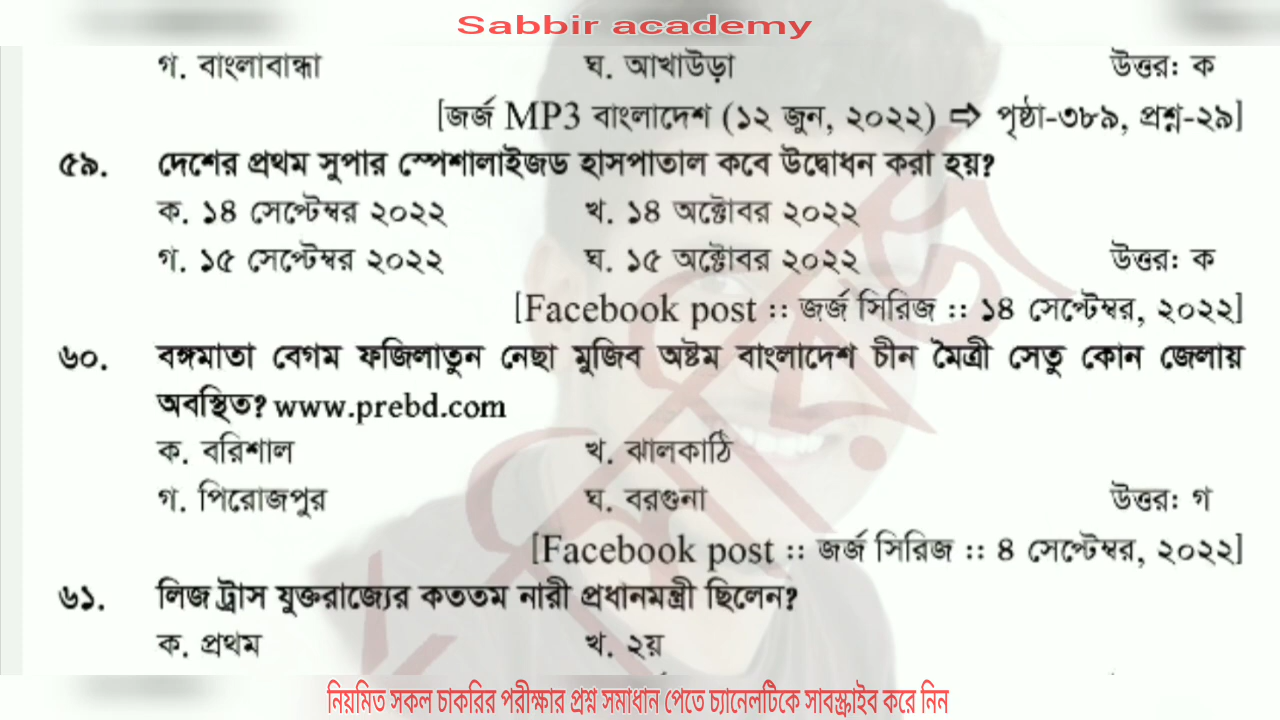 Sabbir academy
গ. বাংলাবান্ধা ঘ. আখাউড়া উত্তর: ক
[জর্জ MP3 বাংলাদেশ (১২ জুন, ২০২২) ⇨ পৃষ্ঠা-৩৮৯, প্রশ্ন-২৯]
৫৯. দেশের প্রথম সুপার স্পেশালাইজড হাসপাতাল কবে উদ্বোধন করা হয়?
ক. ১৪ সেপ্টেম্বর ২০২২ খ. ১৪ অক্টোবর ২০২২
গ. ১৫ সেপ্টেম্বর ২০২২ ঘ. ১৫ অক্টোবর ২০২২ উত্তর: ক
[Facebook post :: জর্জ সিরিজ :: ১৪ সেপ্টেম্বর, ২০২২]
৬০. বঙ্গমাতা বেগম ফজিলাতুন নেছা মুজিব অষ্টম বাংলাদেশ চীন মৈত্রী সেতু কোন জেলায়
অবস্থিত? www.prebd.com
ক. বরিশাল খ. ঝালকাঠি
গ. পিরোজপুর ঘ. বরগুনা উত্তর: গ
[Facebook post :: জর্জ সিরিজ :: ৪ সেপ্টেম্বর, ২০২২]
৬১. লিজ ট্রাস যুক্তরাজ্যের কততম নারী প্রধানমন্ত্রী ছিলেন?
ক. প্রথম খ. ২য়
নিয়মিত সকল চাকরির পরীক্ষার প্রশ্ন সমাধান পেতে চ্যানেলটিকে সাবস্ক্রাইব করে নিন